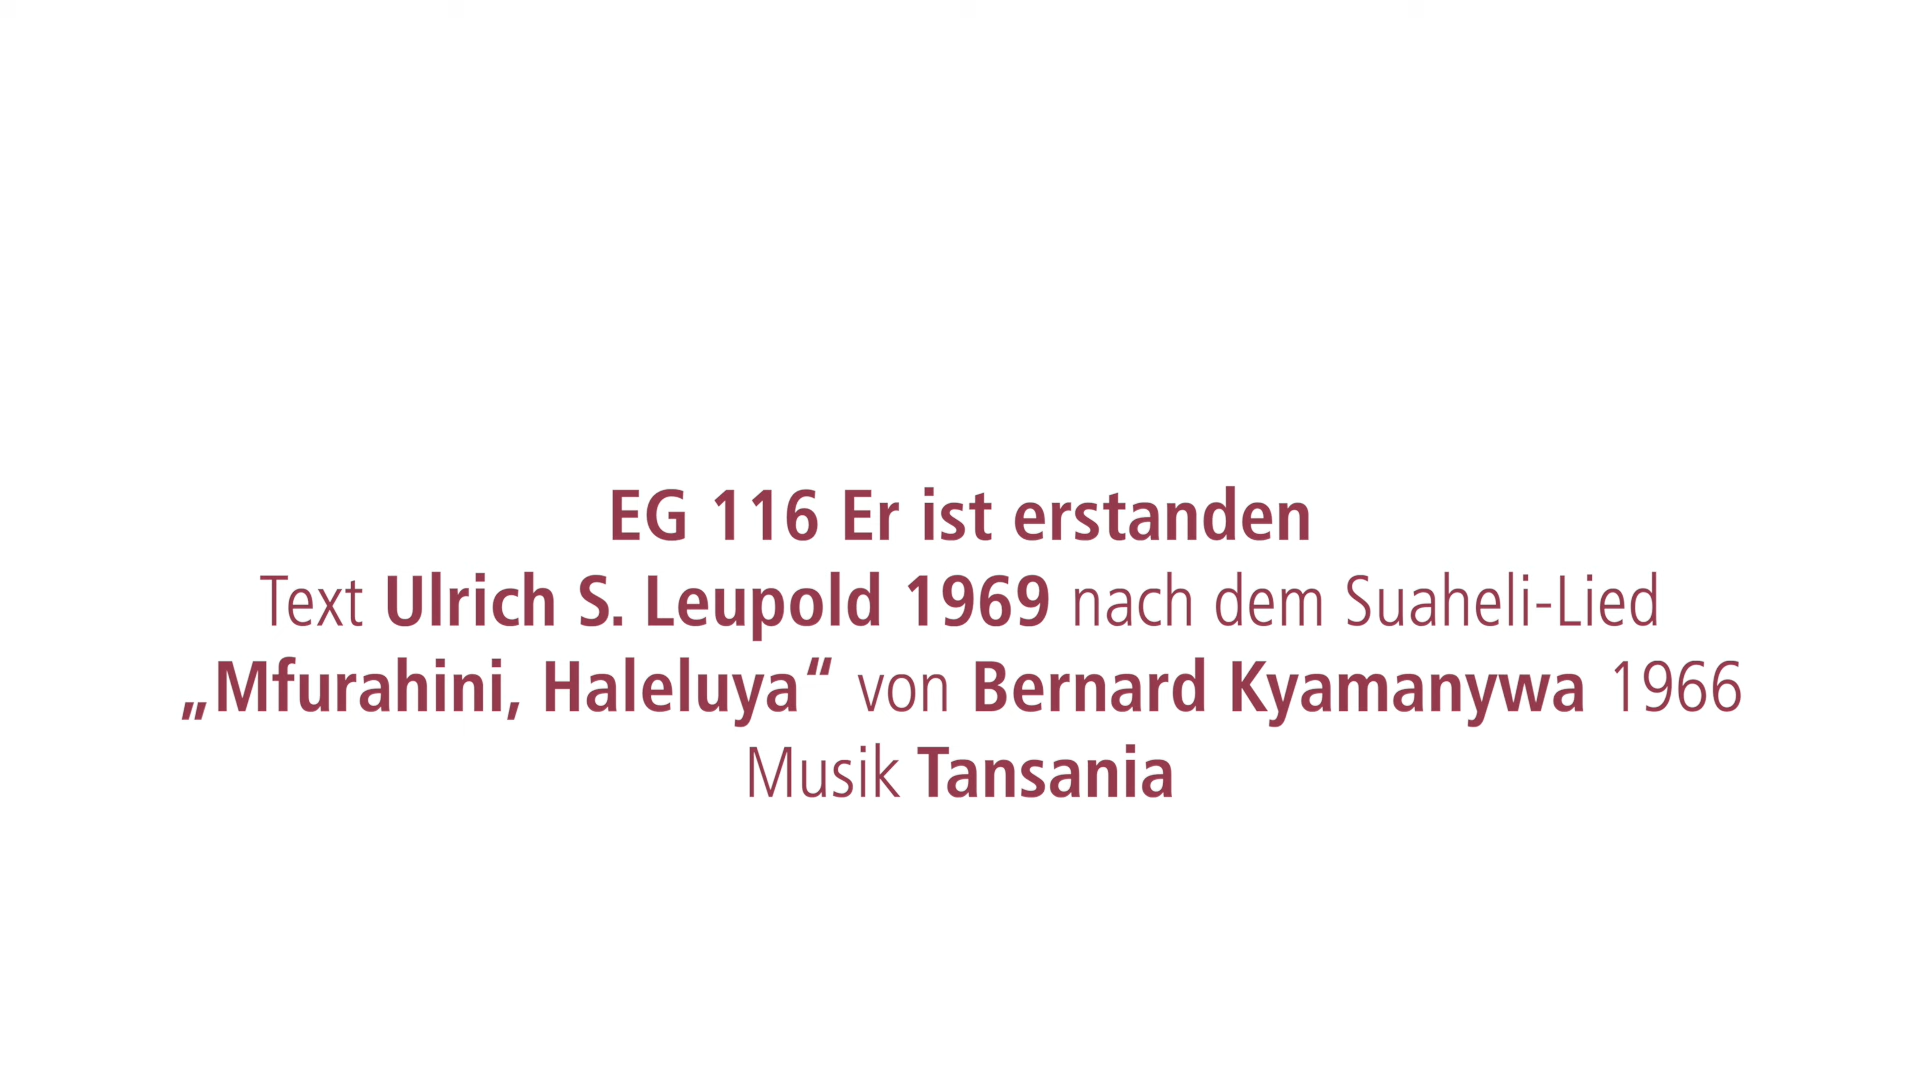 EG 116 Er ist erstanden
Text Ulrich S. Leupold 1969 nach dem Suaheli-Lied
„Mfurahini, Haleluya“ von Bernard Kyamanywa 1966
Musik Tansania